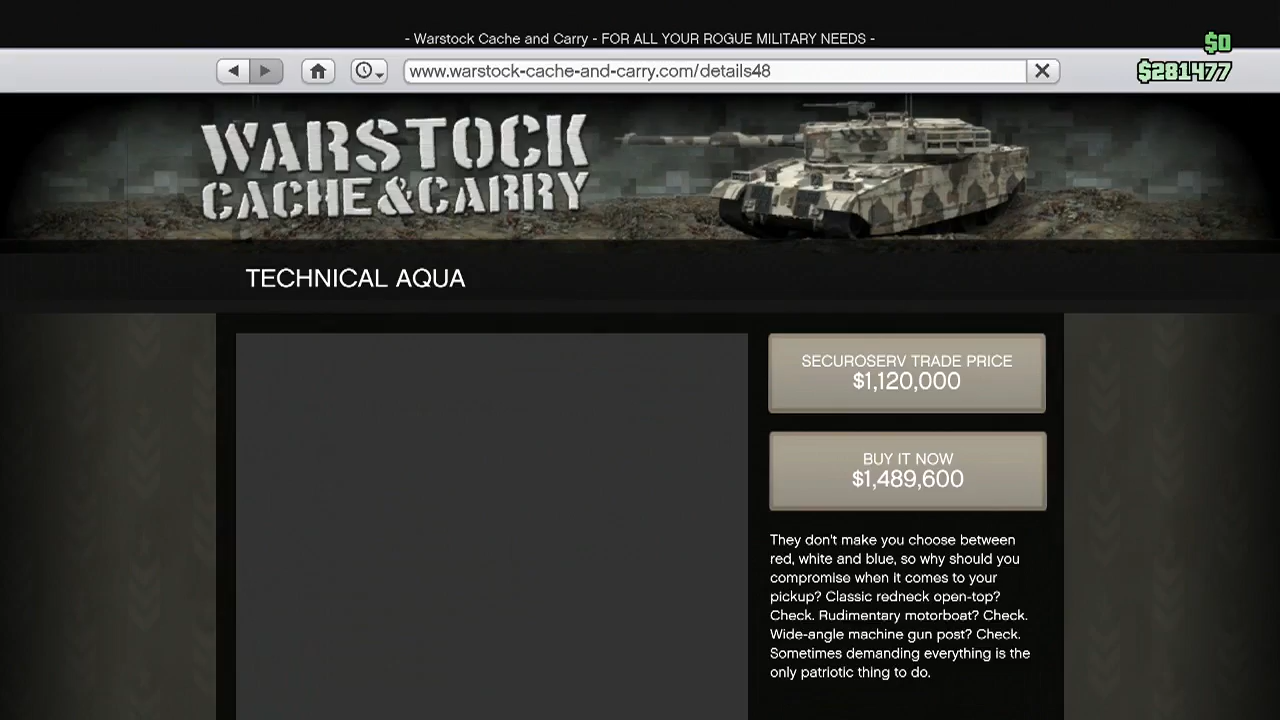 - Warstock Cache and Carry - FOR ALL YOUR ROGUE MILITARY NEEDS -
$0
www.warstock-cache-and-carry.com/details48
$281477
WARSTOCK
CACHE&CARRY
TECHNICAL AQUA
SECUROSERV TRADE PRICE
$1,120,000
BUY IT NOW
$1,489,600
They don't make you choose between
red, white and blue, so why should you
compromise when it comes to your
pickup? Classic redneck open-top?
Check. Rudimentary motorboat? Check.
Wide-angle machine gun post? Check.
Sometimes demanding everything is the
only patriotic thing to do.